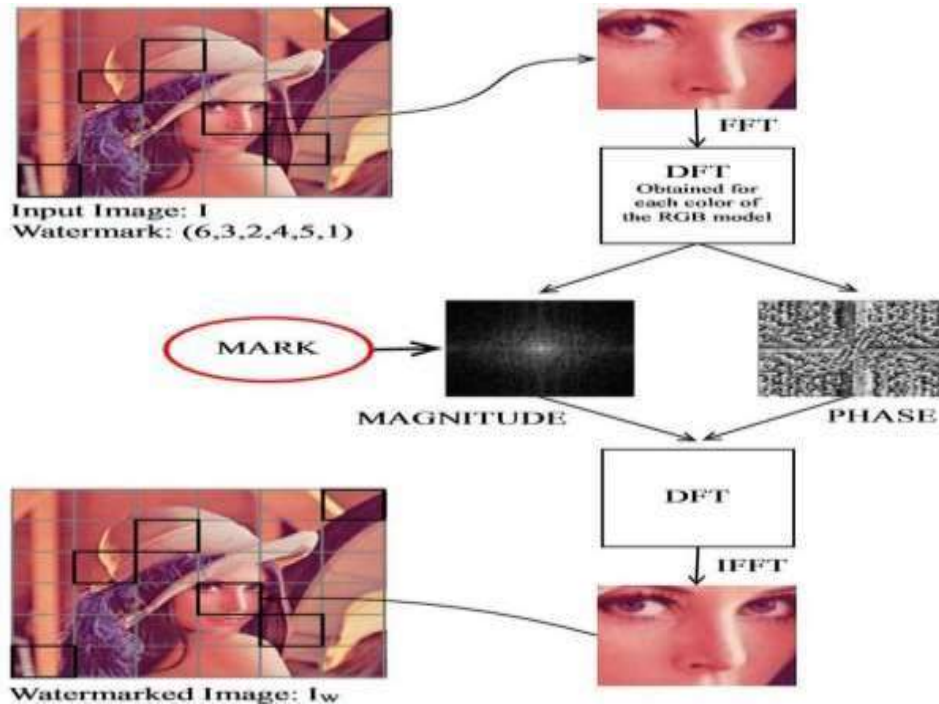 Input Image: I
Watermark: (6,3,2,4,5,1)
FFT
DFT
Obtained for
each color of
the RGB model
MARK
MAGNITUDE
PHASE
DFT
IFFT
Watermarked Image: Iw